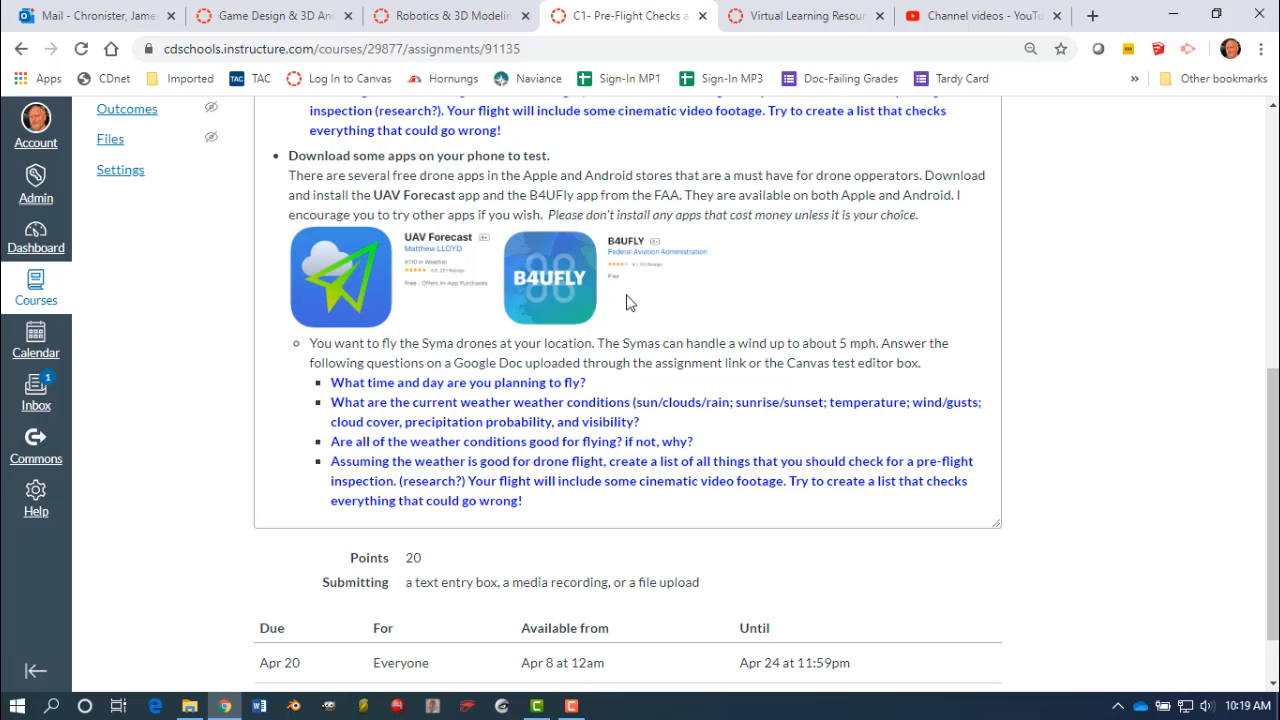 Mail - Chronister, Jame
Game Design & 3D An
Robotics & 3D Modelin
C1- Pre-Flight Checks a
Virtual Learning Resour
Channel videos - YouTu
cdschools.instructure.com/courses/29877/assignments/91135
Apps
CDnet
Imported
TAC
TAC
Log In to Canvas
Hornungs
Naviance
Sign-In MP1
Sign-In MP3
Doc-Failing Grades
Tardy Card
»
Other bookmarks
Account
Admin
Dashboard
Courses
Calendar
1
Inbox
Commons
Help
Outcomes
Files
Settings
inspection (research?). Your flight will include some cinematic video footage. Try to create a list that checks
everything that could go wrong!
Download some apps on your phone to test.
There are several free drone apps in the Apple and Android stores that are a must have for drone opperators. Download
and install the UAV Forecast app and the B4UFly app from the FAA. They are available on both Apple and Android. I
encourage you to try other apps if you wish. Please don't install any apps that cost money unless it is your choice.
UAV Forecast
Matthew LLOYD
Free · Offers In-App Purchases
B4UFLY
B4UFLY
Federal Aviation Administration
Free
You want to fly the Syma drones at your location. The Symas can handle a wind up to about 5 mph. Answer the
following questions on a Google Doc uploaded through the assignment link or the Canvas test editor box.
What time and day are you planning to fly?
What are the current weather weather conditions (sun/clouds/rain; sunrise/sunset; temperature; wind/gusts;
cloud cover, precipitation probability, and visibility?
Are all of the weather conditions good for flying? if not, why?
Assuming the weather is good for drone flight, create a list of all things that you should check for a pre-flight
inspection. (research?) Your flight will include some cinematic video footage. Try to create a list that checks
everything that could go wrong!
Points 20
Submitting a text entry box, a media recording, or a file upload
Due For Available from Until
Apr 20 Everyone Apr 8 at 12am Apr 24 at 11:59pm
10:19 AM